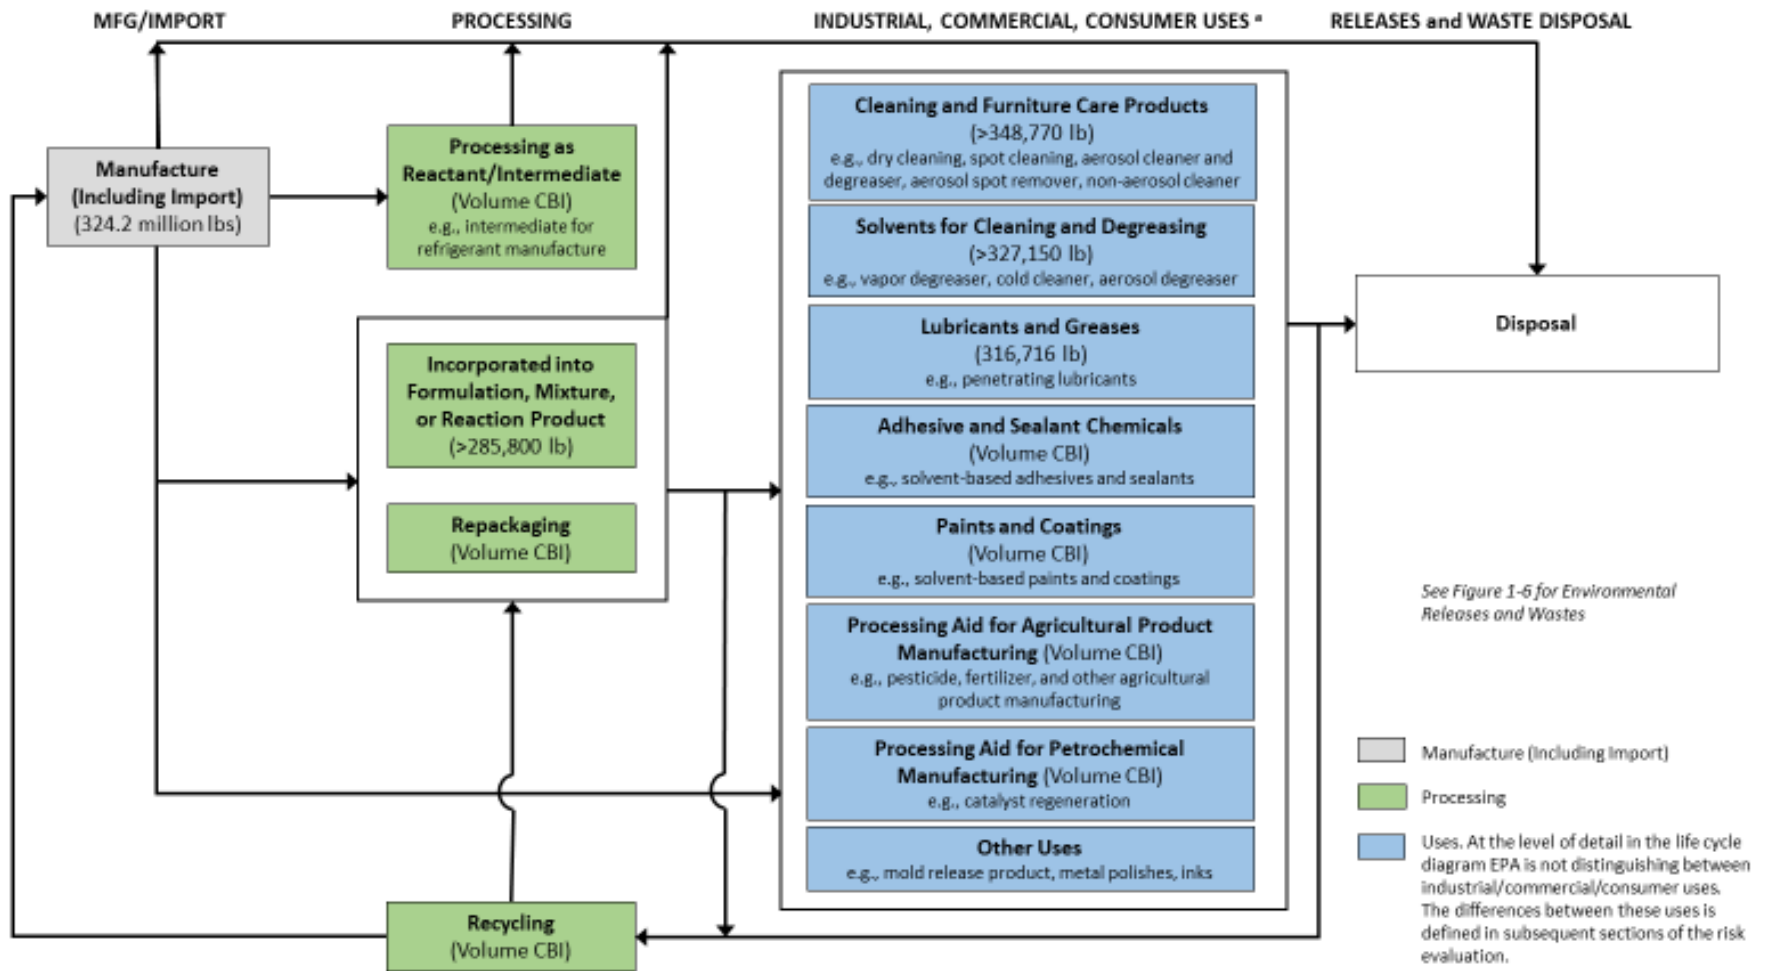 MFG/IMPORT
PROCESSING
INDUSTRIAL, COMMERCIAL, CONSUMER USES ª
RELEASES and WASTE DISPOSAL
Manufacture
(Including Import)
(324.2 million lbs)
Processing as
Reactant/Intermediate
(Volume CBI)
e.g., intermediate for
refrigerant manufacture
Incorporated into
Formulation, Mixture,
or Reaction Product
(>285,800 lb)
Repackaging
(Volume CBI)
Recycling
(Volume CBI)
Cleaning and Furniture Care Products
(>348,770 lb)
e.g., dry cleaning, spot cleaning, aerosol cleaner and
degreaser, aerosol spot remover, non-aerosol cleaner
Solvents for Cleaning and Degreasing
(>327,150 lb)
e.g., vapor degreaser, cold cleaner, aerosol degreaser
Lubricants and Greases
(316,716 lb)
e.g., penetrating lubricants
Adhesive and Sealant Chemicals
(Volume CBI)
e.g., solvent-based adhesives and sealants
Paints and Coatings
(Volume CBI)
e.g., solvent-based paints and coatings
Processing Aid for Agricultural Product
Manufacturing (Volume CBI)
e.g., pesticide, fertilizer, and other agricultural
product manufacturing
Processing Aid for Petrochemical
Manufacturing (Volume CBI)
e.g., catalyst regeneration
Other Uses
e.g., mold release product, metal polishes, inks
Disposal
See Figure 1-6 for Environmental
Releases and Wastes
Manufacture (Including Import)
Processing
Uses. At the level of detail in the life cycle
diagram EPA is not distinguishing between
industrial/commercial/consumer uses.
The differences between these uses is
defined in subsequent sections of the risk
evaluation.